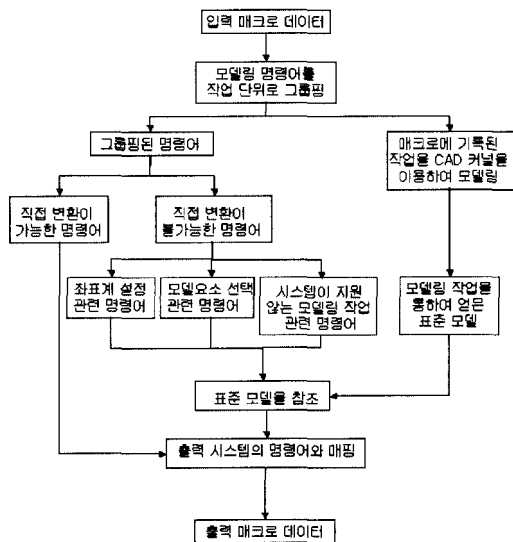 입력 매크로 데이터
모델링 명령어를
작업 단위로 그룹핑
그룹핑된 명령어
매크로에 기록된
작업을 CAD 커널을
이용하여 모델링
직접 변환이
가능한 명령어
직접 변환이
불가능한 명령어
좌표계 설정
관련 명령어
모델요소 선택
관련 명령어
시스템이 지원
않는 모델링 작업
관련 명령어
모델링 작업을
통하여 얻은
표준 모델
표준 모델을 참조
출력 시스템의 명령어와 매핑
출력 매크로 데이터